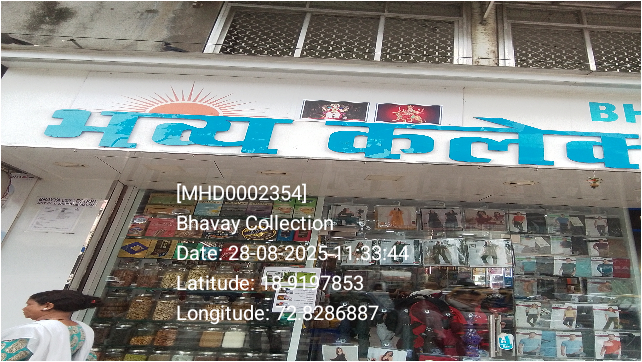 BH
भव्य कलेक
[MHD0002354]
Bhavay Collection
Date: 28-08-2025-11:33:44
Latitude: 18.9197853
Longitude: 72.8286887